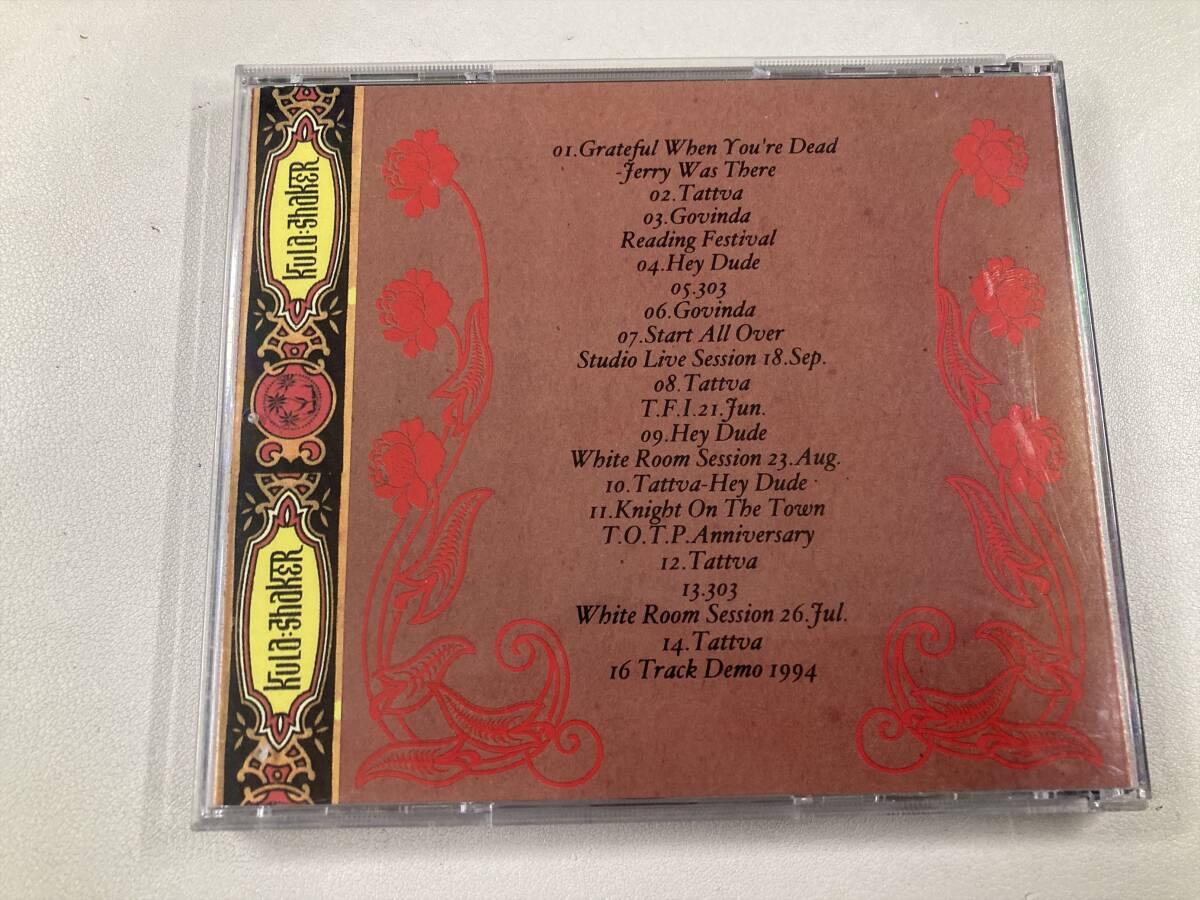 Kula:Shaker
Kula:Shaker
01.Grateful When You're Dead
-Jerry Was There
02.Tattva
03.Govinda
Reading Festival
04.Hey Dude
05.303
06.Govinda
07.Start All Over
Studio Live Session 18.Sep.
08.Tattva
T.F.I.21.Jun.
09.Hey Dude
White Room Session 23.Aug.
10.Tattva-Hey Dude
11.Knight On The Town
T.O.T.P.Anniversary
12.Tattva
13.303
White Room Session 26.Jul.
14.Tattva
16 Track Demo 1994